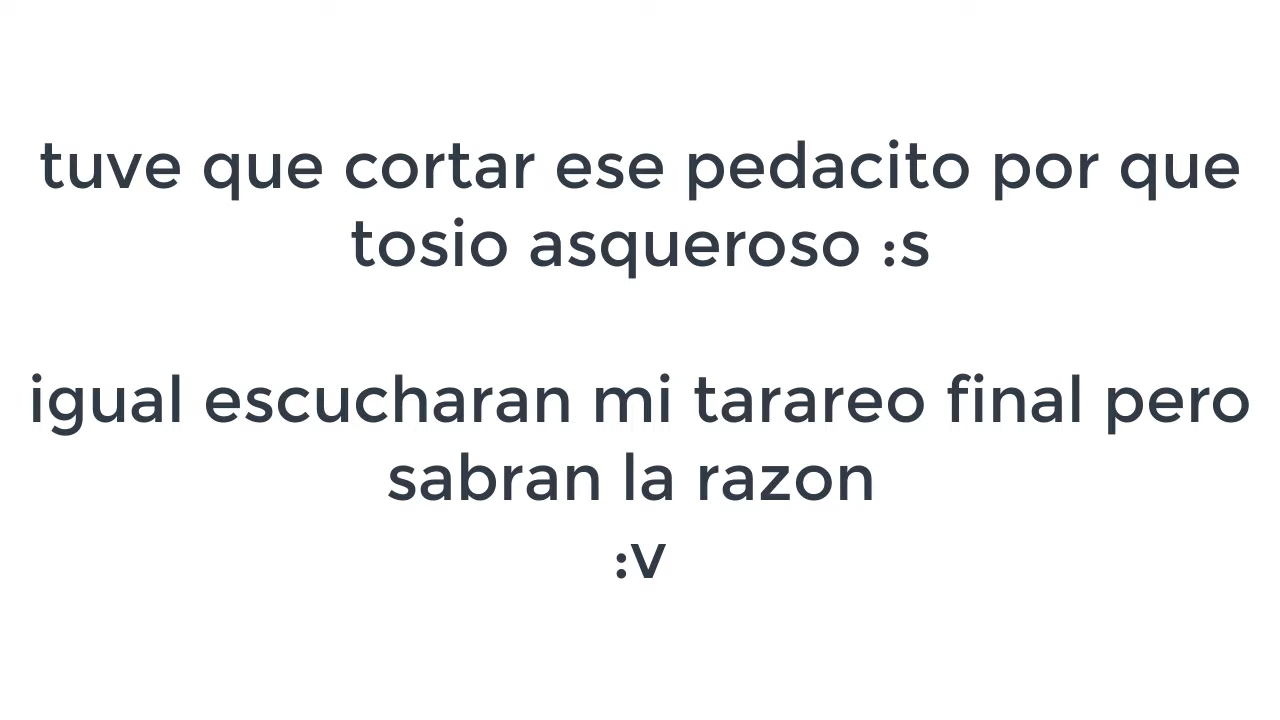 tuve que cortar ese pedacito por que
tosio asqueroso :s
igual escucharan mi tarareo final pero
sabran la razon
:v